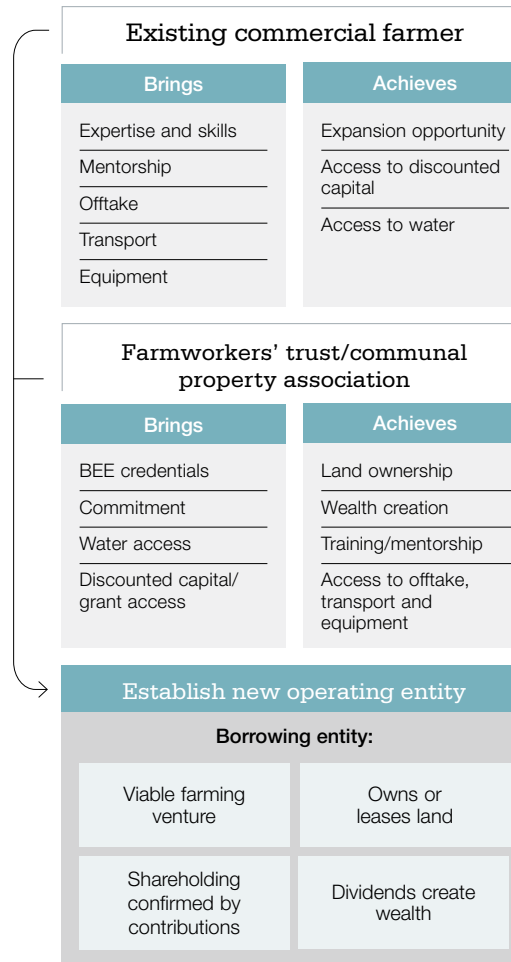 Existing commercial farmer
Brings
Expertise and skills
Mentorship
Offtake
Transport
Equipment
Achieves
Expansion opportunity
Access to discounted
capital
Access to water
Farmworkers’ trust/communal
property association
Brings
BEE credentials
Commitment
Water access
Discounted capital/
grant access
Achieves
Land ownership
Wealth creation
Training/mentorship
Access to offtake,
transport and
equipment
Establish new operating entity
Borrowing entity:
Viable farming
venture
Owns or
leases land
Shareholding
confirmed by
contributions
Dividends create
wealth